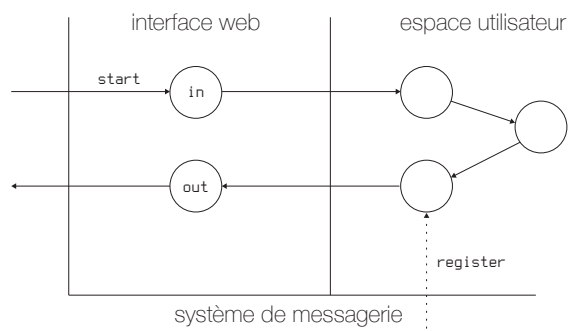 interface web
espace utilisateur
start
in
out
register
système de messagerie